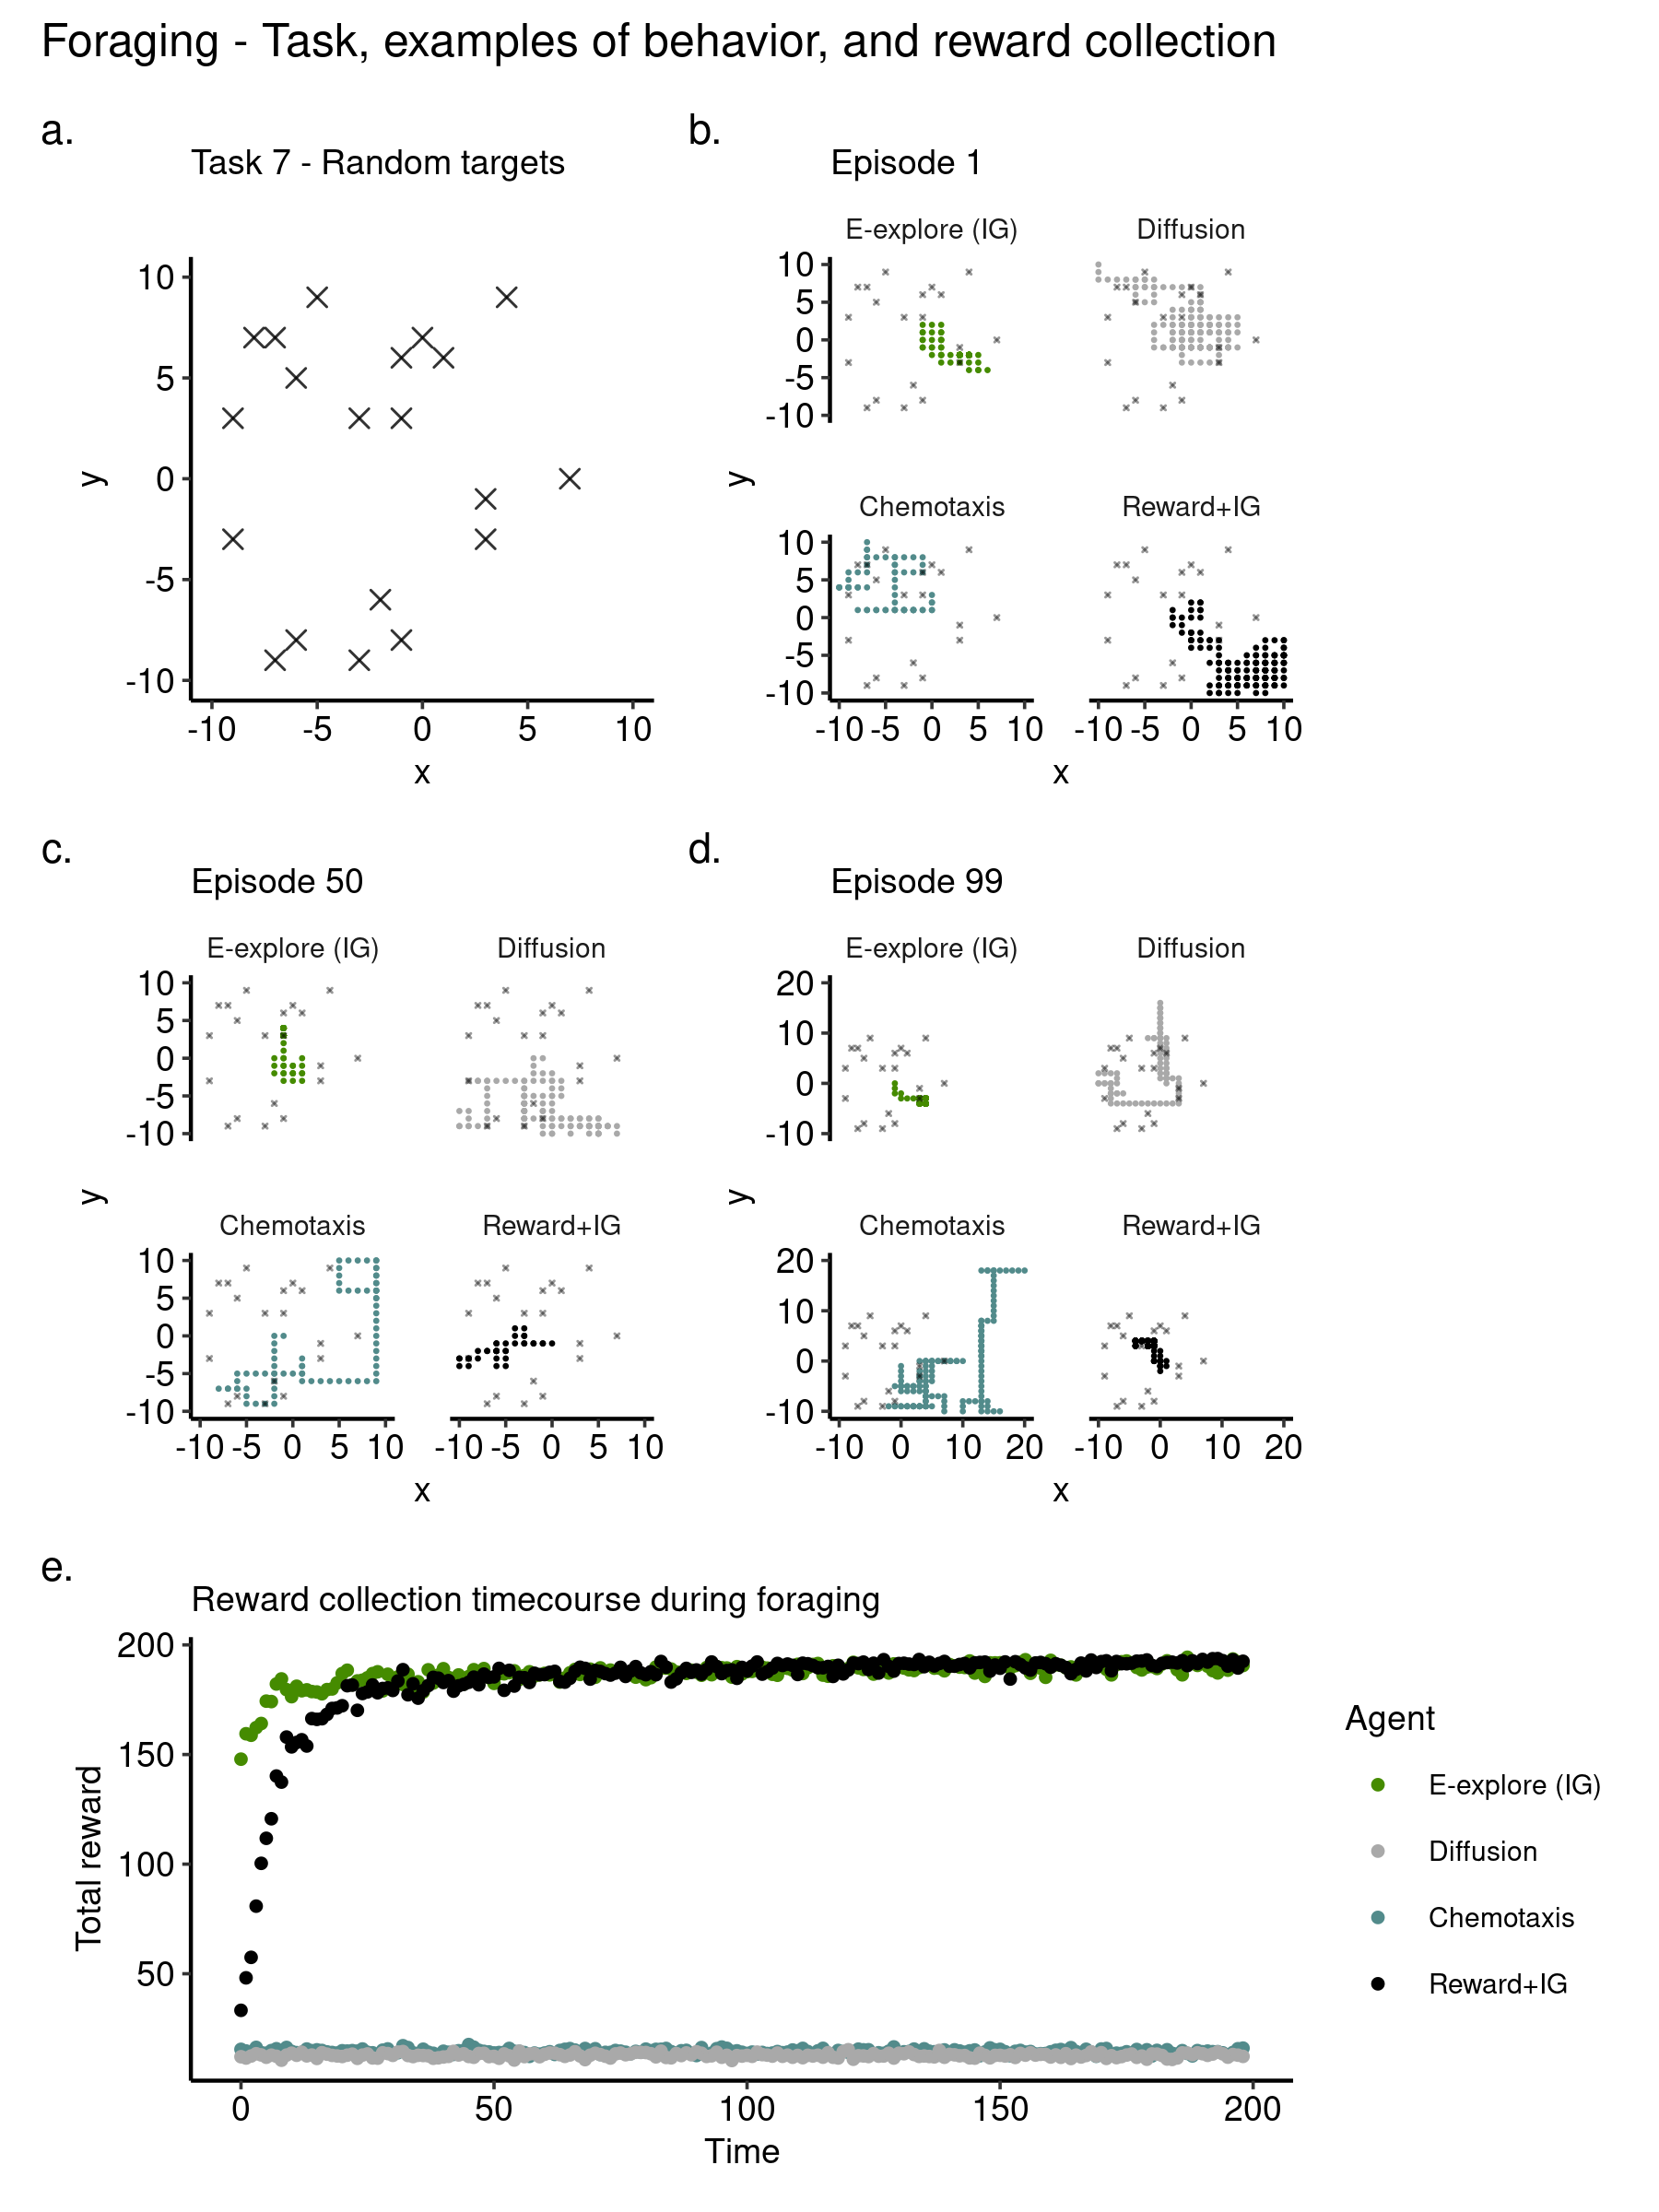 Foraging - Task, examples of behavior, and reward collection
a.
Task 7 - Random targets
10
5
0
-5
-10
y
-10 -5 0 5 10
x
b.
Episode 1
E-explore (IG) Diffusion
10
5
0
-5
-10
y
Chemotaxis Reward+IG
10
5
0
-5
-10
-10 -5 0 5 10 -10 -5 0 5 10
x
c.
Episode 50
E-explore (IG) Diffusion
10
5
0
-5
-10
y
Chemotaxis Reward+IG
10
5
0
-5
-10
-10 -5 0 5 10 -10 -5 0 5 10
x
d.
Episode 99
E-explore (IG) Diffusion
20
10
0
-10
y
Chemotaxis Reward+IG
20
10
0
-10
-10 0 10 20 -10 0 10 20
x
e.
Reward collection timecourse during foraging
200
150
100
50
Total reward
0 50 100 150 200
Time
Agent
E-explore (IG)
Diffusion
Chemotaxis
Reward+IG